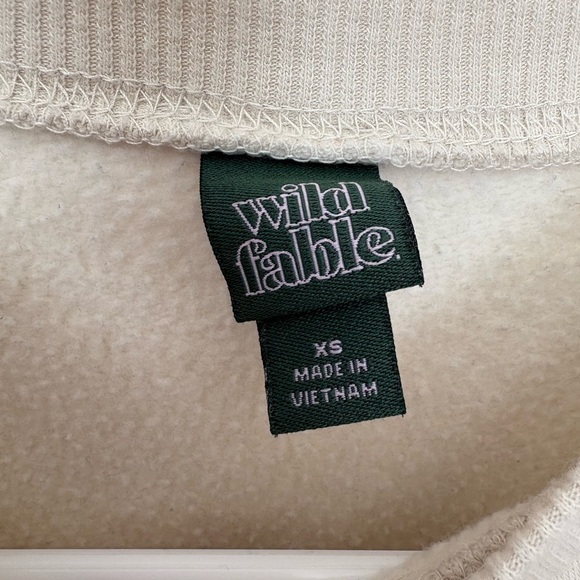 wild
fable.
XS
MADE IN
VIETNAM